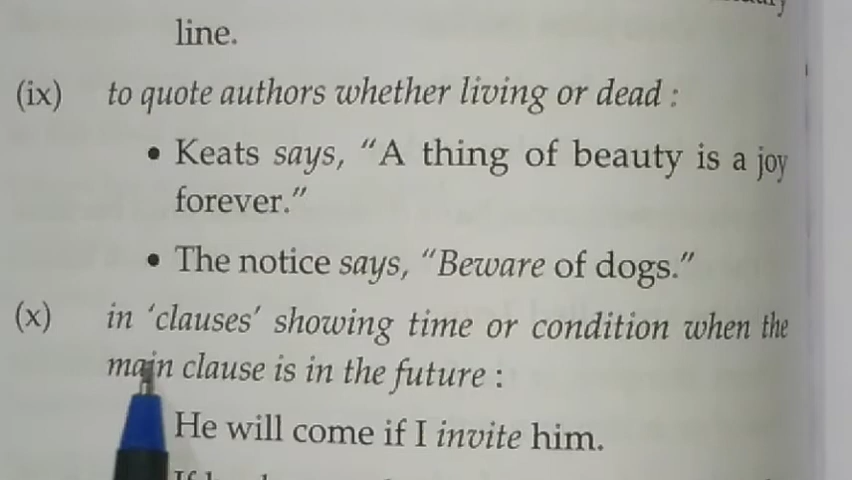 line.
(ix) to quote authors whether living or dead :
• Keats says, “A thing of beauty is a joy
forever.”
• The notice says, “Beware of dogs.”
(x) in ‘clauses’ showing time or condition when the
main clause is in the future :
He will come if I invite him.
If